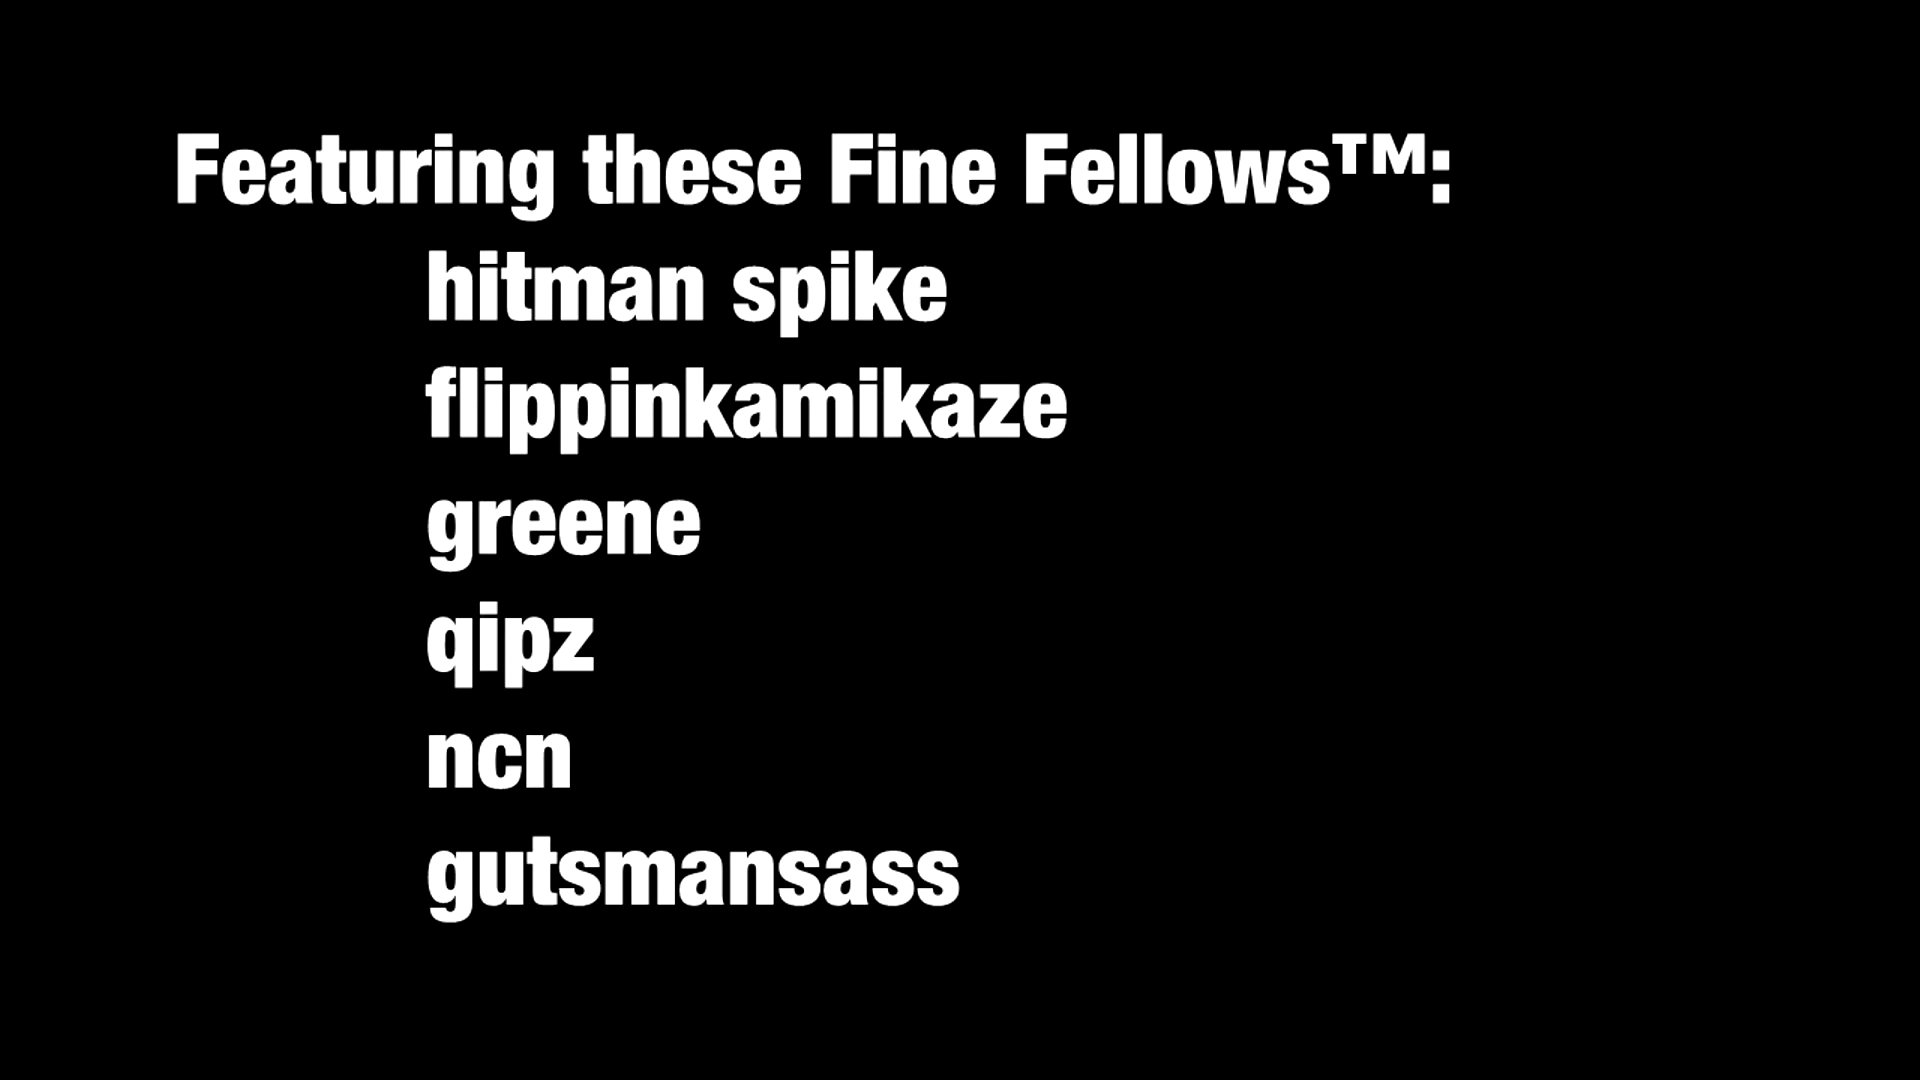 Featuring these Fine Fellows™:
hitman spike
flippinkamikaze
greene
qipz
ncn
gutsmansass